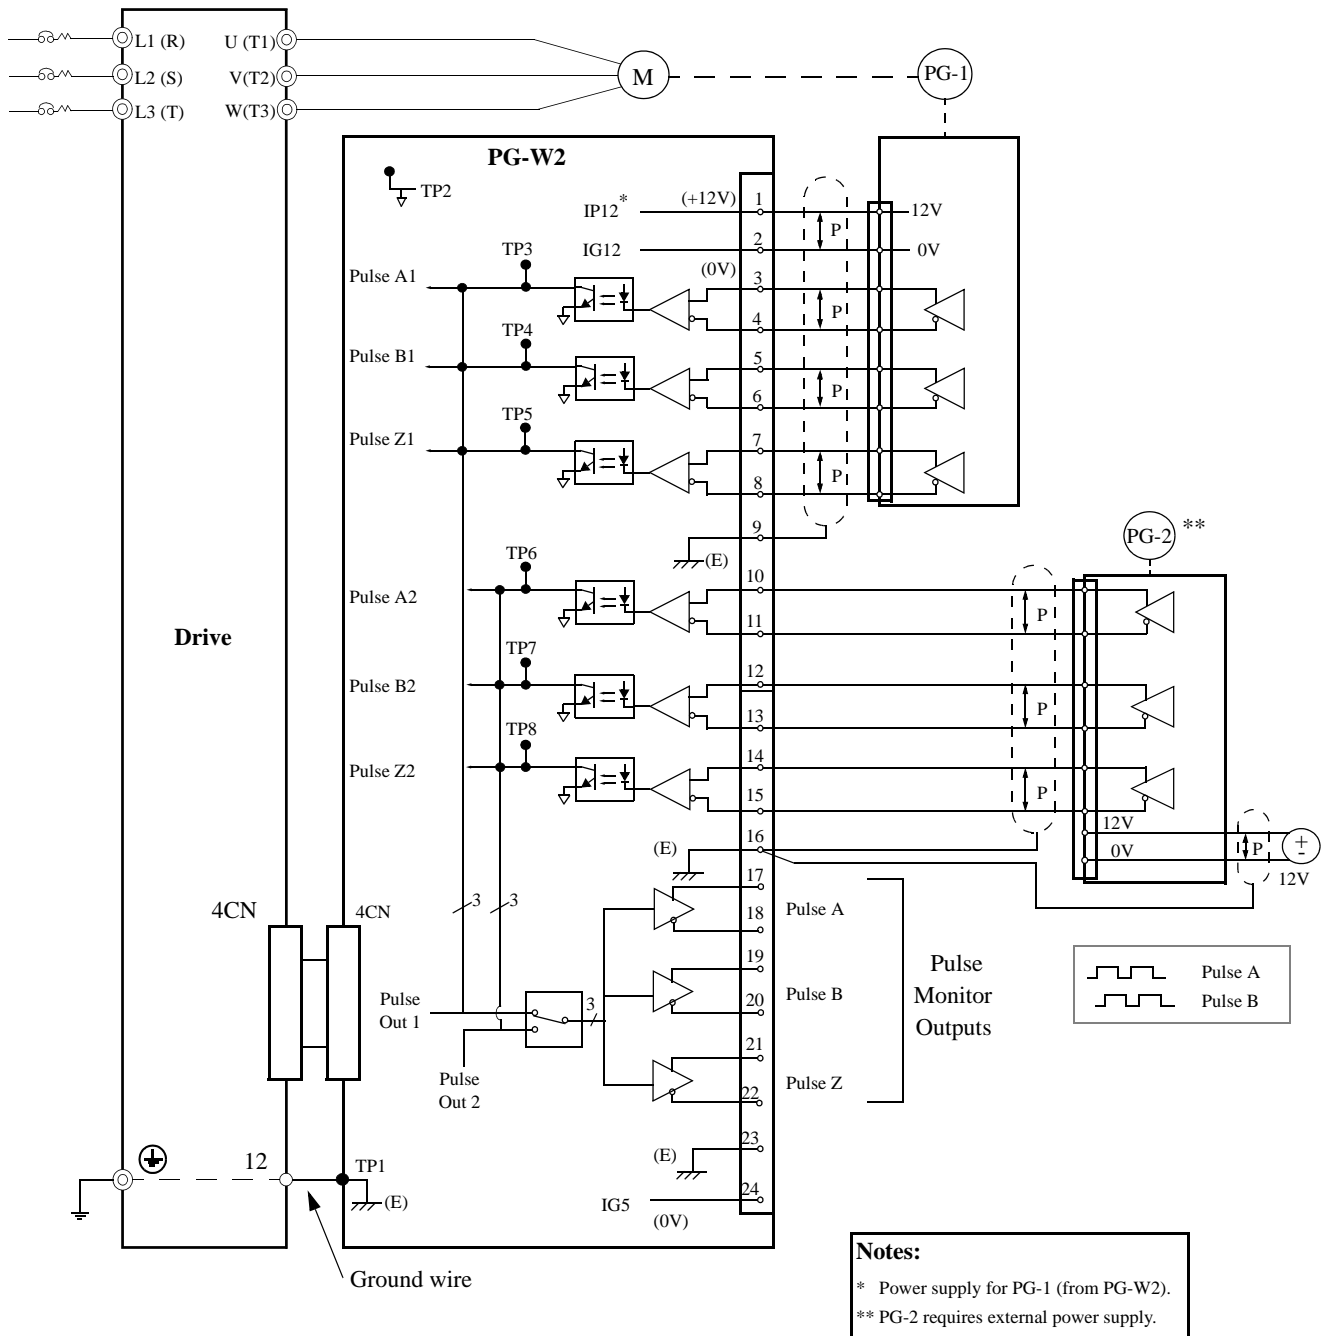 L1 (R)
U (T1)
L2 (S)
V(T2)
L3 (T)
W(T3)
M
PG-1
PG-W2
TP2
IP12*
(+12V)
1
P
12V
IG12
2
0V
(0V)
TP3
Pulse A1
3
4
P
TP4
Pulse B1
5
6
P
TP5
Pulse Z1
7
8
P
9
(E)
PG-2 **
TP6
Pulse A2
10
11
P
Drive
TP7
Pulse B2
12
13
P
TP8
Pulse Z2
14
15
P
12V
0V
P
+
-
12V
(E)
16
17
18
Pulse A
3
3
4CN
4CN
19
20
Pulse B
Pulse
Monitor
Outputs
Pulse A
Pulse B
Pulse
Out 1
3
Pulse
Out 2
21
22
Pulse Z
(E)
23
12
TP1
(E)
IG5
(0V)
24
Ground wire
Notes:
* Power supply for PG-1 (from PG-W2).
** PG-2 requires external power supply.